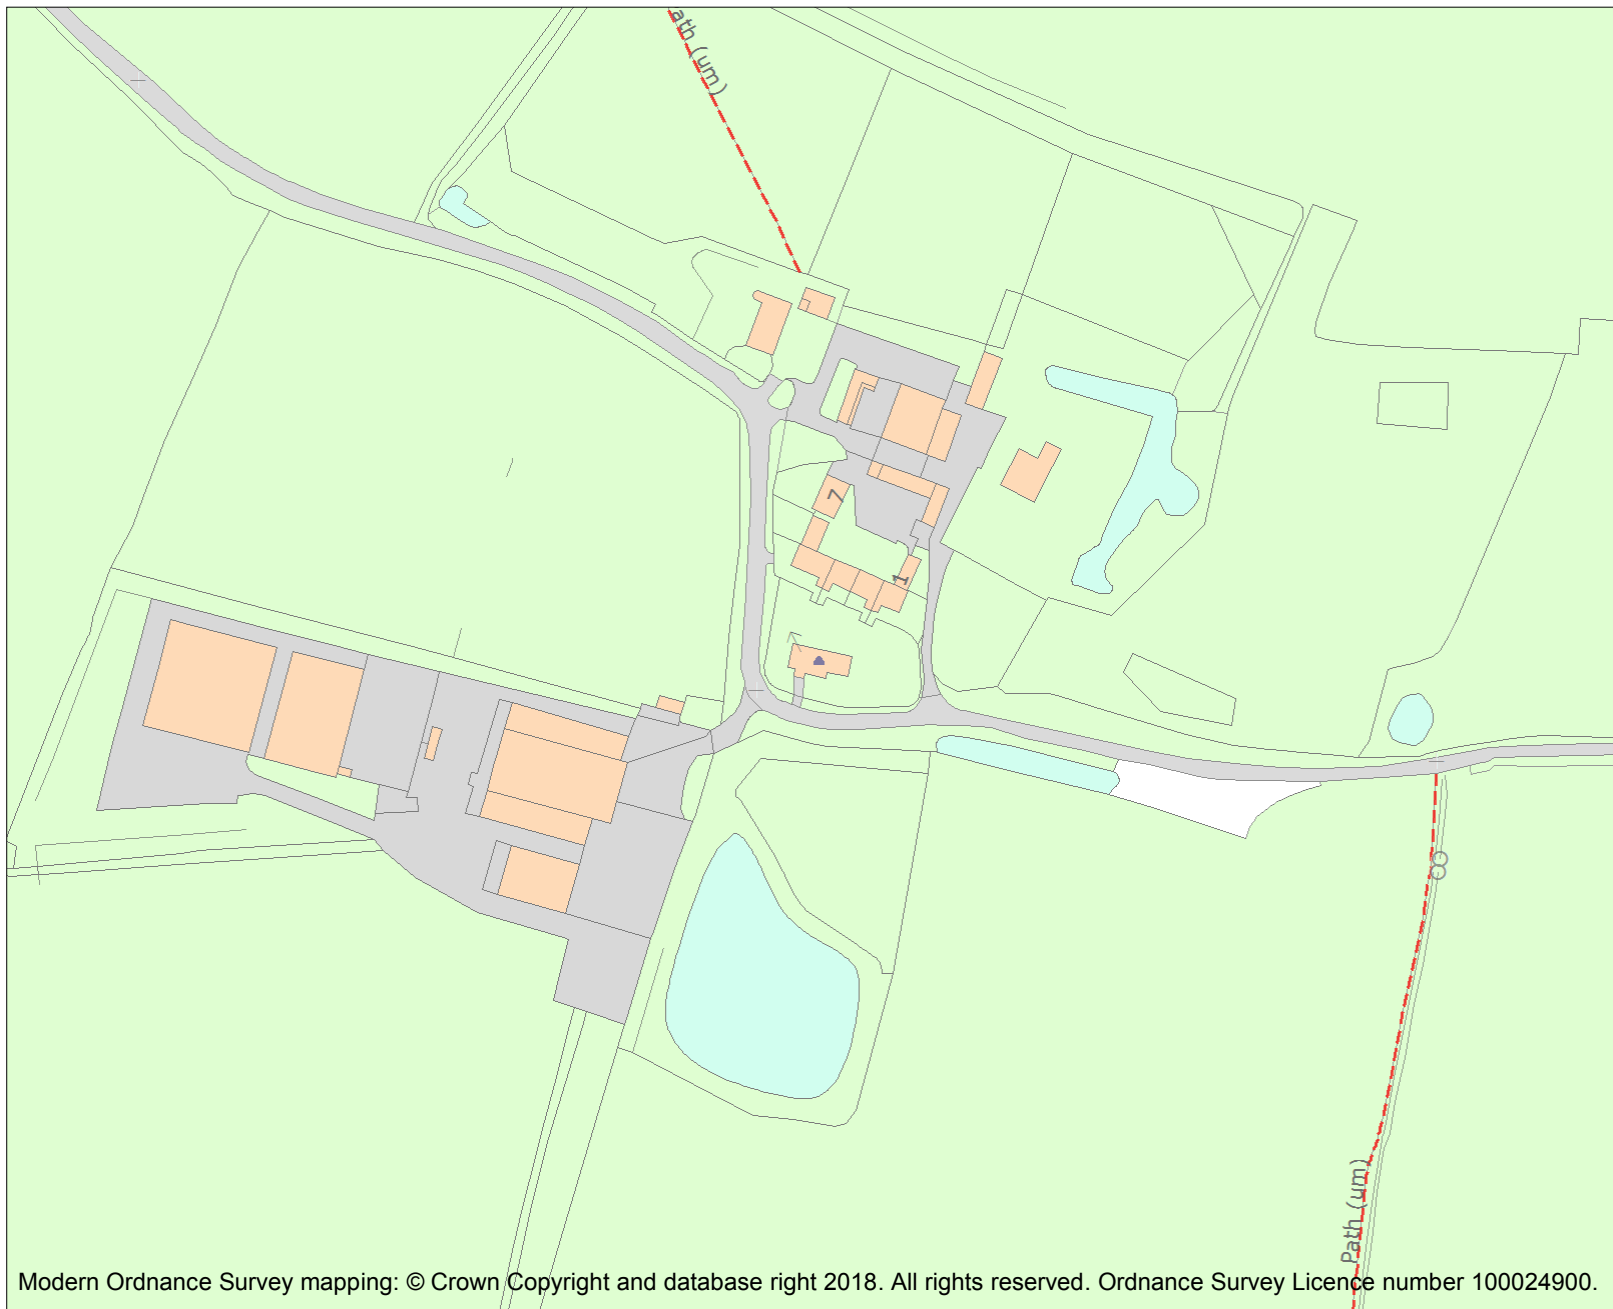 ath (um)
7
1
Path (um)
Modern Ordnance Survey mapping: © Crown Copyright and database right 2018. All rights reserved. Ordnance Survey Licence number 100024900.